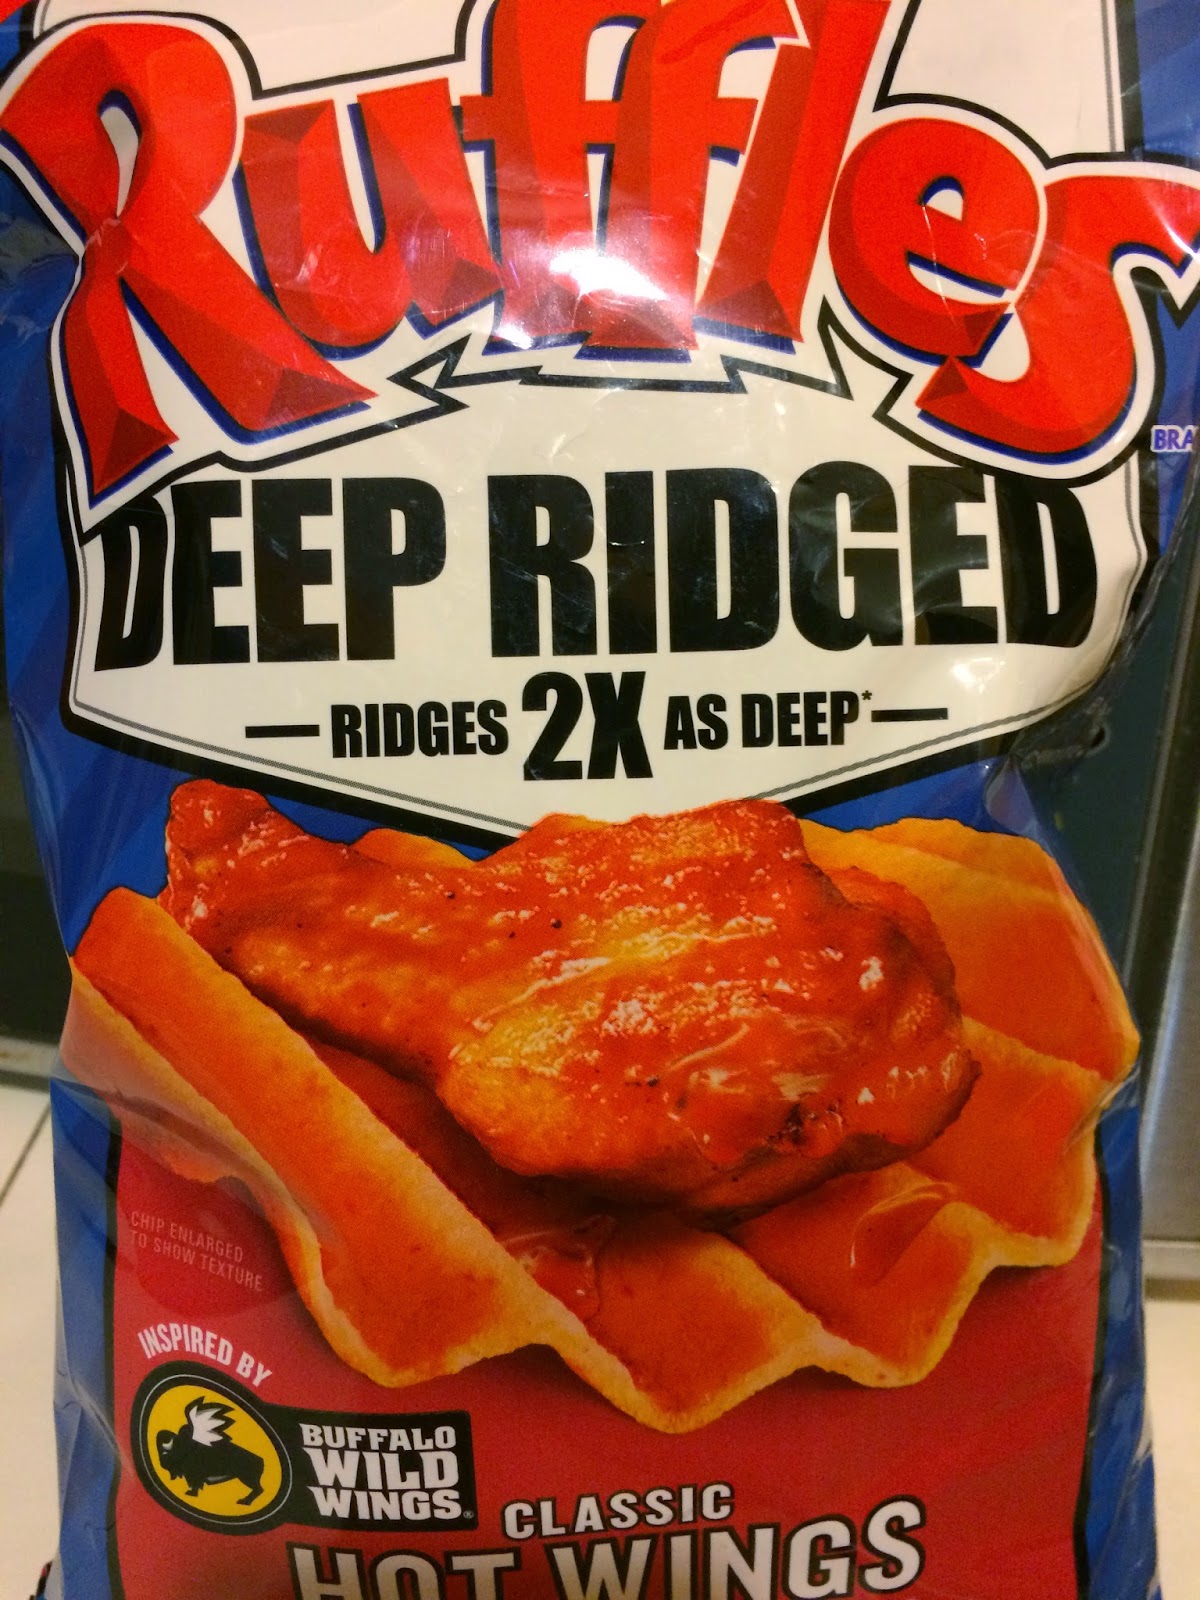 Ruffles
BRA
DEEP RIDGED
RIDGES 2X AS DEEP*
CHIP ENLARGED
TO SHOW TEXTURE
INSPIRED BY
BUFFALO
WILD
WINGS®
CLASSIC
HOT WINGS